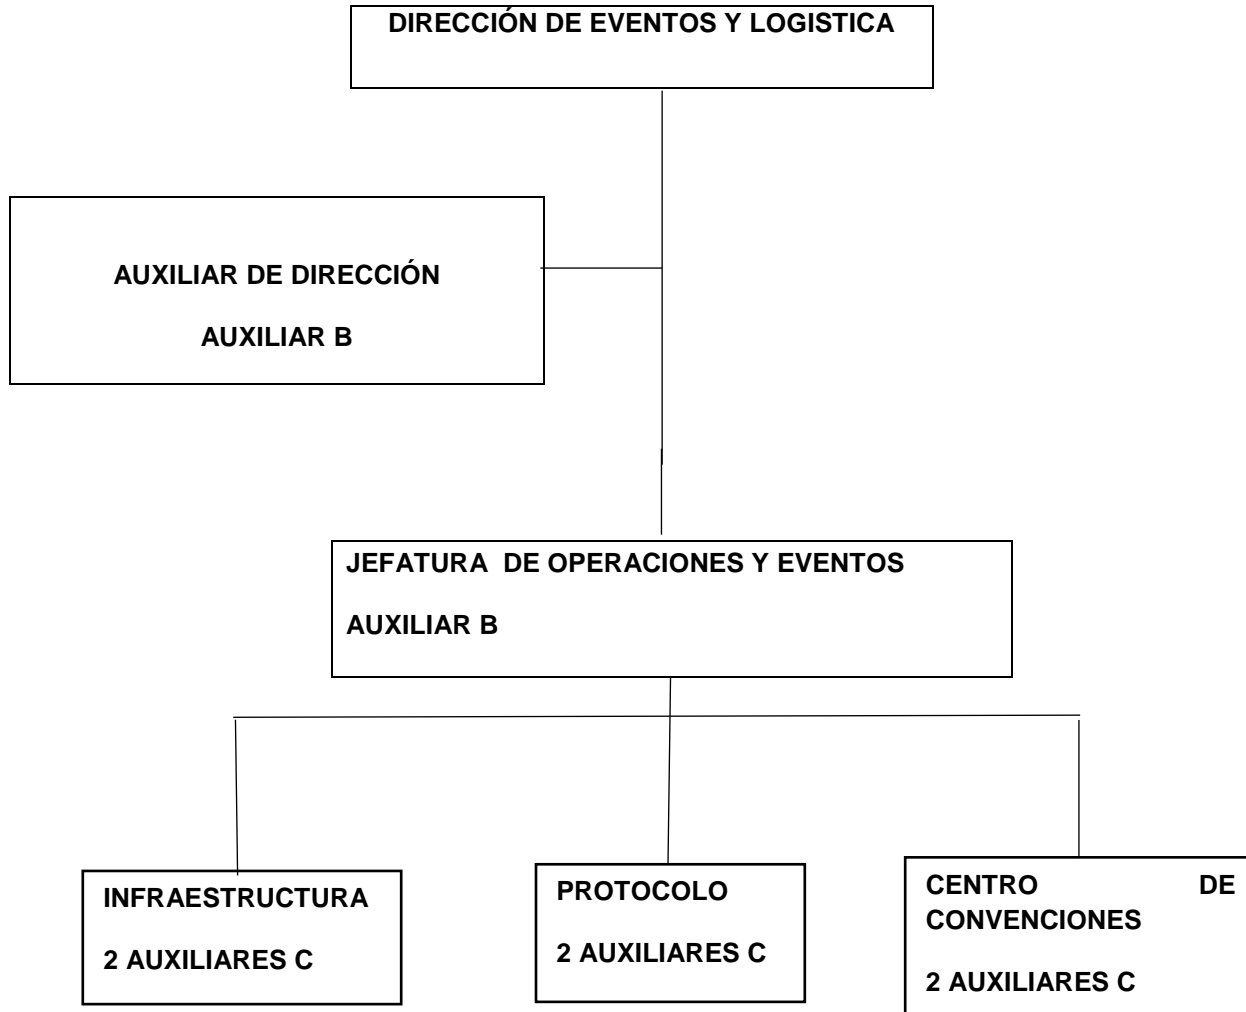 DIRECCIÓN DE EVENTOS Y LOGISTICA
AUXILIAR DE DIRECCIÓN
AUXILIAR B
JEFATURA DE OPERACIONES Y EVENTOS
AUXILIAR B
INFRAESTRUCTURA
2 AUXILIARES C
PROTOCOLO
2 AUXILIARES C
CENTRO DE
CONVENCIONES
2 AUXILIARES C